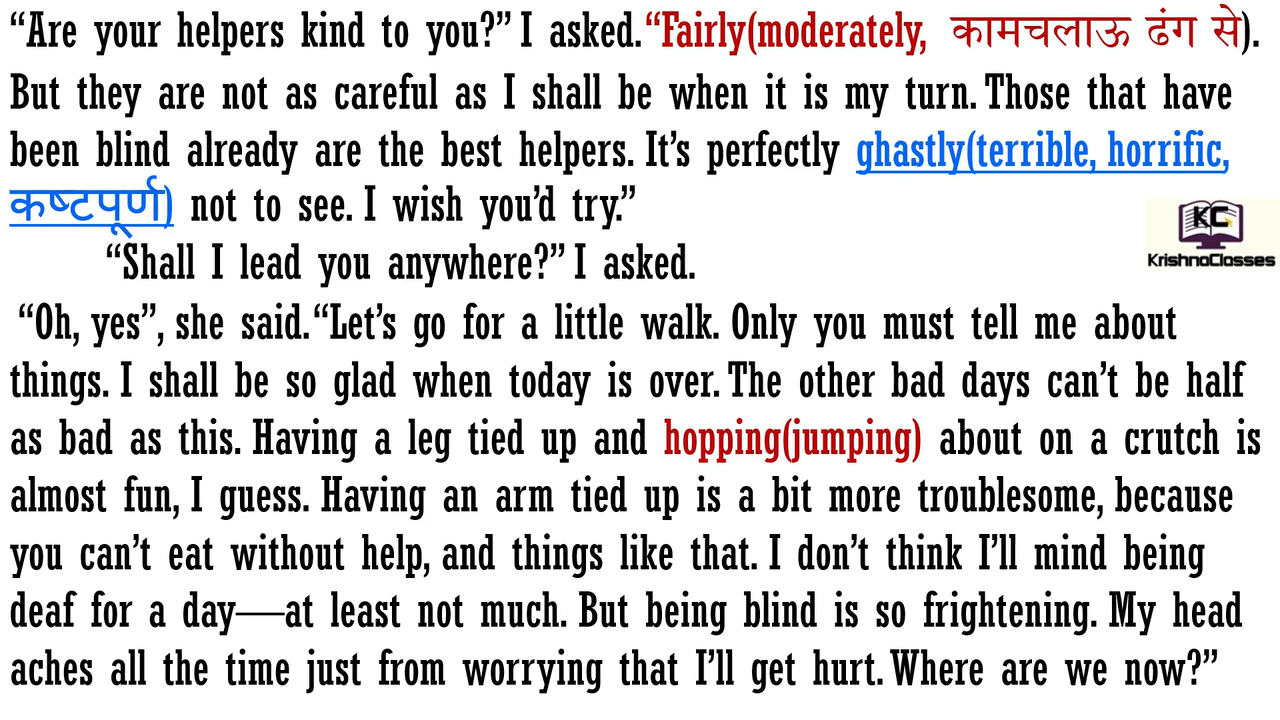 “Are your helpers kind to you?” I asked.“Fairly(moderately, कामचलाऊ ढंग से).
But they are not as careful as I shall be when it is my turn. Those that have
been blind already are the best helpers. It’s perfectly ghastly(terrible, horrific,
कष्टपूर्ण) not to see. I wish you’d try.”
KC
“Shall I lead you anywhere?” I asked.
KrishnaClasses
“Oh, yes”, she said.“Let’s go for a little walk. Only you must tell me about
things. I shall be so glad when today is over. The other bad days can’t be half
as bad as this. Having a leg tied up and hopping(jumping) about on a crutch is
almost fun, I guess. Having an arm tied up is a bit more troublesome, because
you can’t eat without help, and things like that. I don’t think I’ll mind being
deaf for a day—at least not much. But being blind is so frightening. My head
aches all the time just from worrying that I’ll get hurt. Where are we now?”